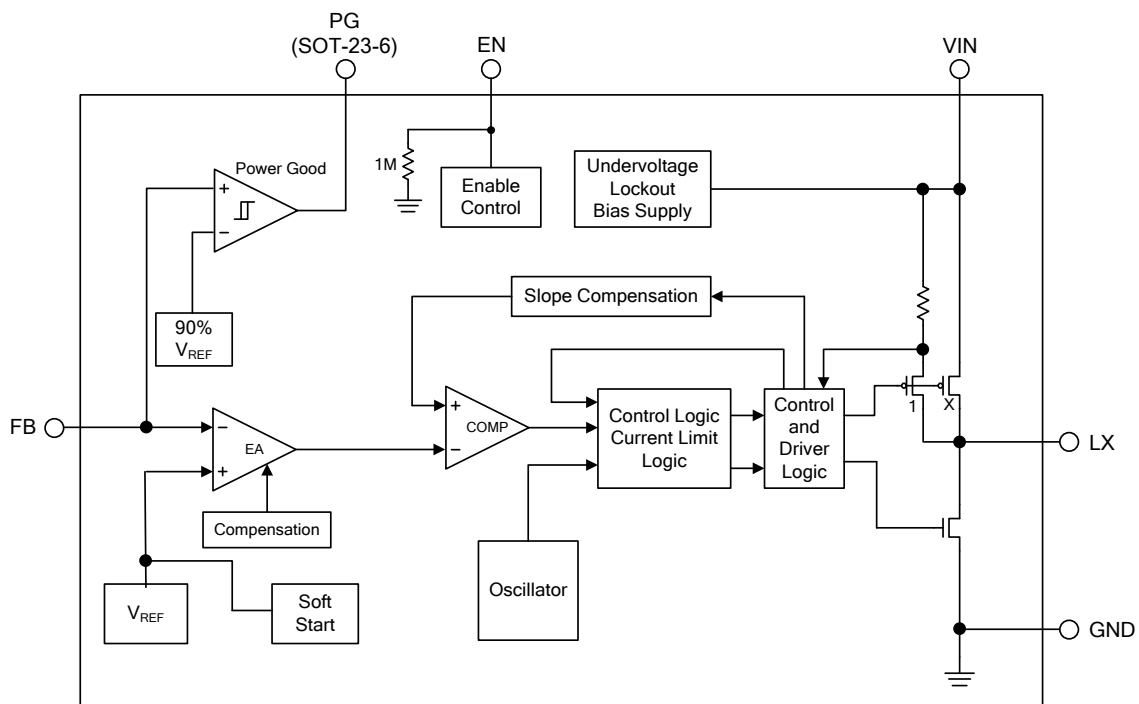 PG
(SOT-23-6)
EN
VIN
Power Good
1M
Enable
Control
Undervoltage
Lockout
Bias Supply
+
−
90%
VREF
Slope Compensation
FB
−
EA
+
+
COMP
−
Control Logic
Current Limit
Logic
Control
and
Driver
Logic
1
X
LX
Compensation
Oscillator
VREF
Soft
Start
GND